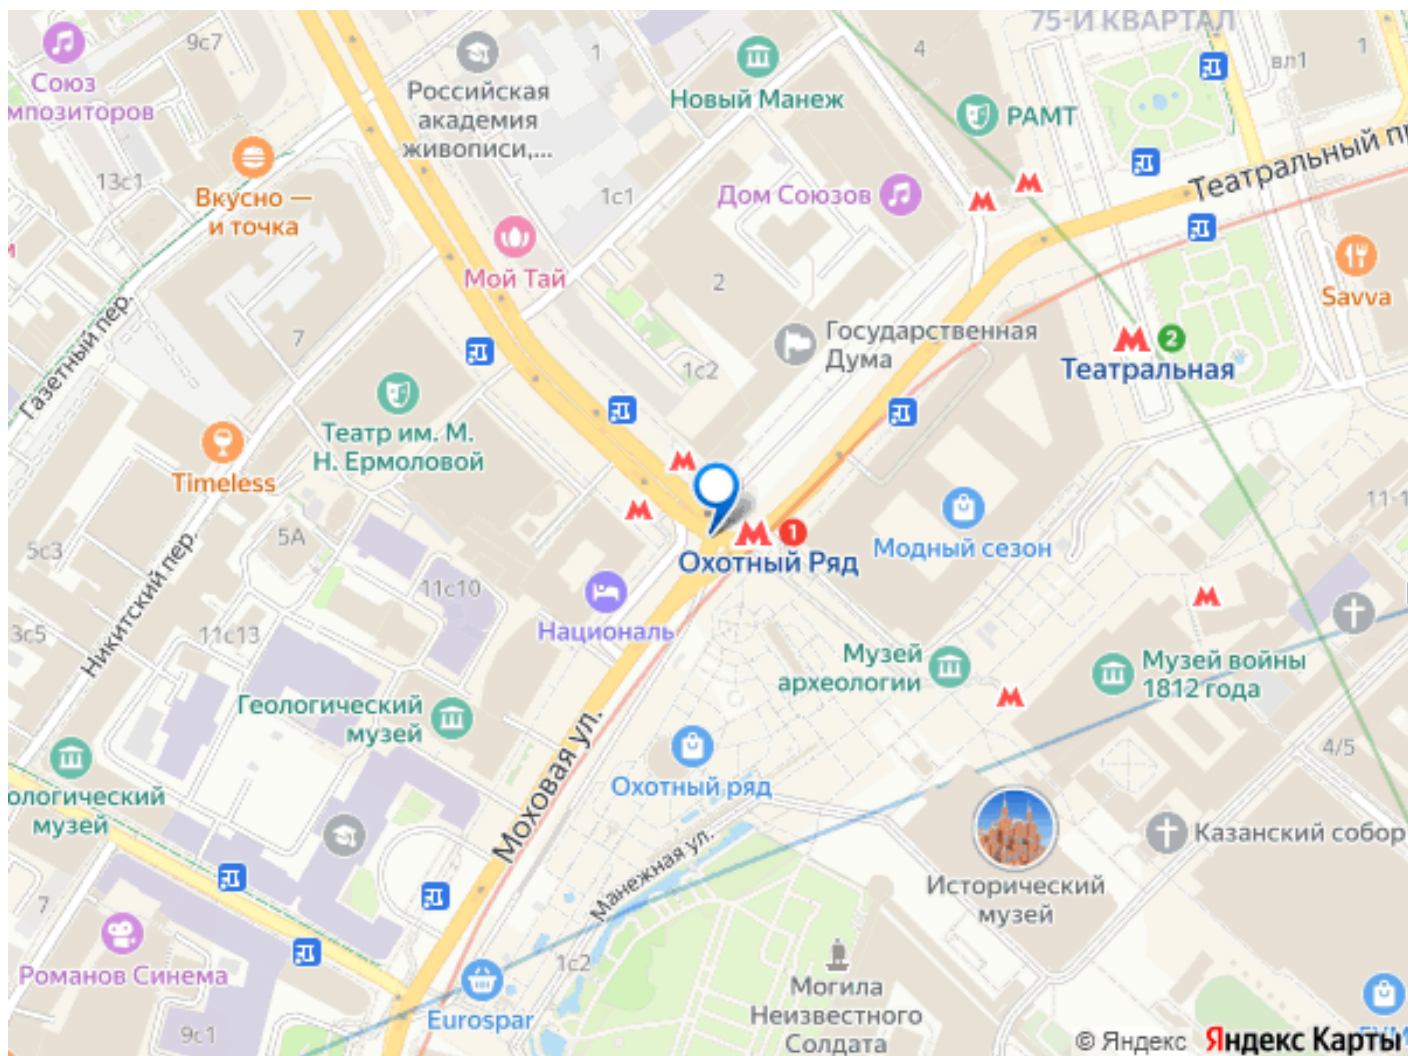 75-Й КВАРТАЛ
9с7
1
4
1
вл1
Союз
мпозиторов
Российская
академия
живописи,...
Новый Манеж
РАМТ
Театральный пр
13с1
Вкусно —
и точка
1с1
Дом Союзов
Мой Тай
2
Savva
Газетный пер.
7
Государственная
Дума
1с2
2
Театральная
Театр им. М.
Н. Ермоловой
Timeless
11-1
5А
5с3
1
Охотный Ряд
Модный сезон
Никитский пер.
11с10
3с5
11с13
Националь
Музей
археологии
Музей войны
1812 года
Геологический
музей
Моховая ул.
4/5
Охотный ряд
ологический
музей
Манежная ул.
Казанский собор
Исторический
музей
7
Романов Синема
1с2
Могила
Неизвестного
Солдата
Eurospar
9с1
ГУМ
© Яндекс Яндекс Карты